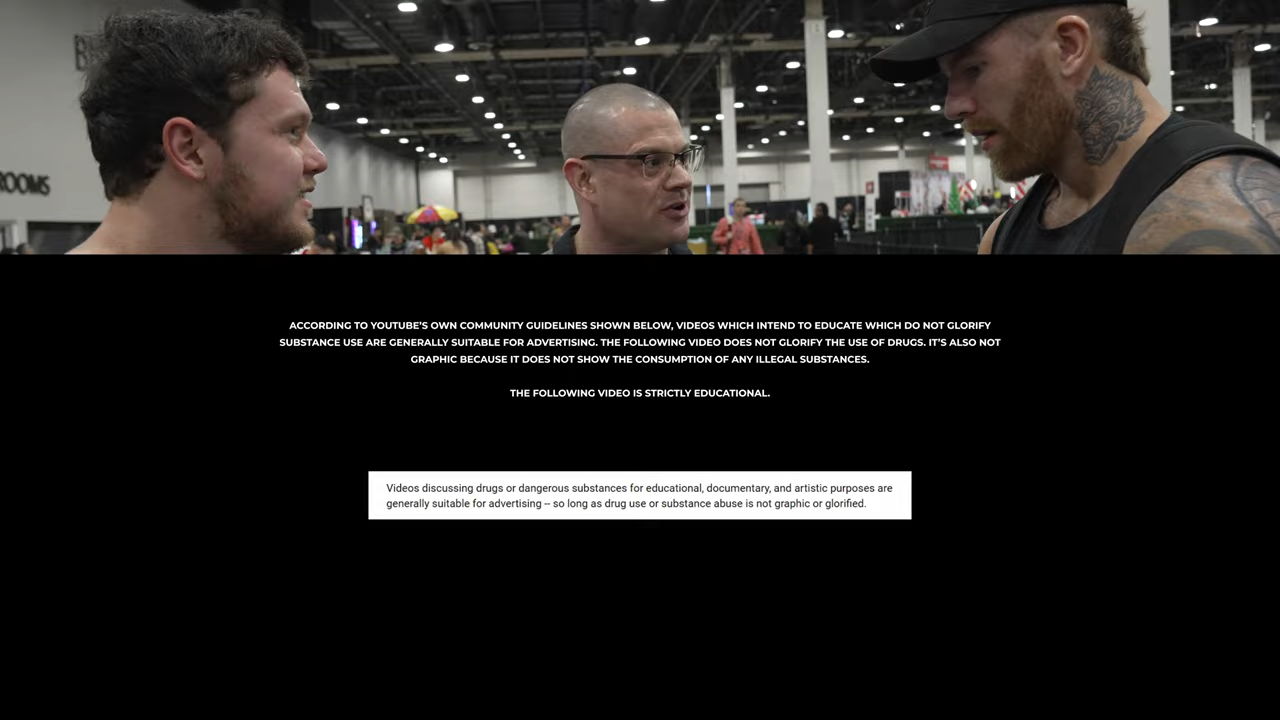 ROOMS
ACCORDING TO YOUTUBE'S OWN COMMUNITY GUIDELINES SHOWN BELOW, VIDEOS WHICH INTEND TO EDUCATE WHICH DO NOT GLORIFY
SUBSTANCE USE ARE GENERALLY SUITABLE FOR ADVERTISING. THE FOLLOWING VIDEO DOES NOT GLORIFY THE USE OF DRUGS. IT'S ALSO NOT
GRAPHIC BECAUSE IT DOES NOT SHOW THE CONSUMPTION OF ANY ILLEGAL SUBSTANCES.
THE FOLLOWING VIDEO IS STRICTLY EDUCATIONAL.
Videos discussing drugs or dangerous substances for educational, documentary, and artistic purposes are
generally suitable for advertising -- so long as drug use or substance abuse is not graphic or glorified.